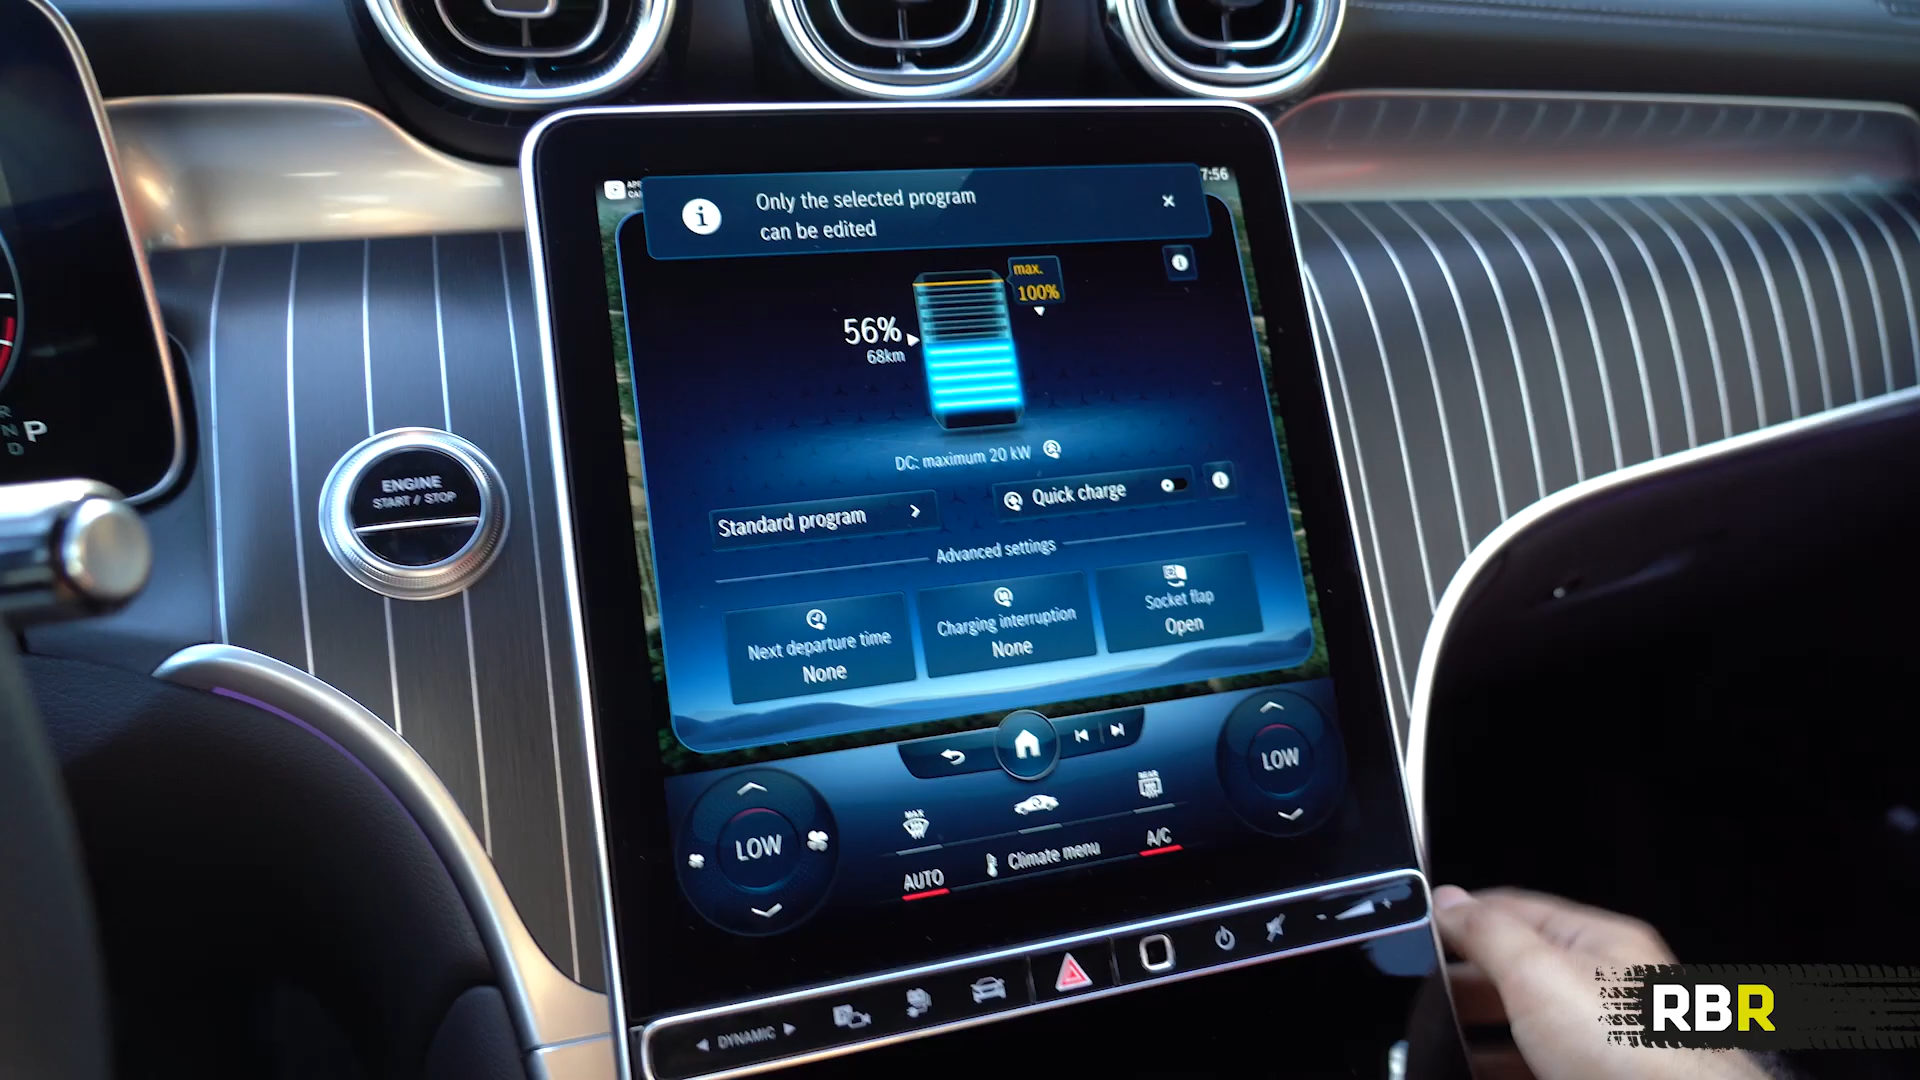 7:56
Only the selected program
can be edited
max.
100%
56%
68km
DC: maximum 20 kW
Standard program
Quick charge
Advanced settings
Next departure time
None
Charging interruption
None
Socket flap
Open
ENGINE
START // STOP
R
N
P
D
LOW
MAX
REAR
LOW
AUTO
Climate menu
A/C
DYNAMIC
RBR